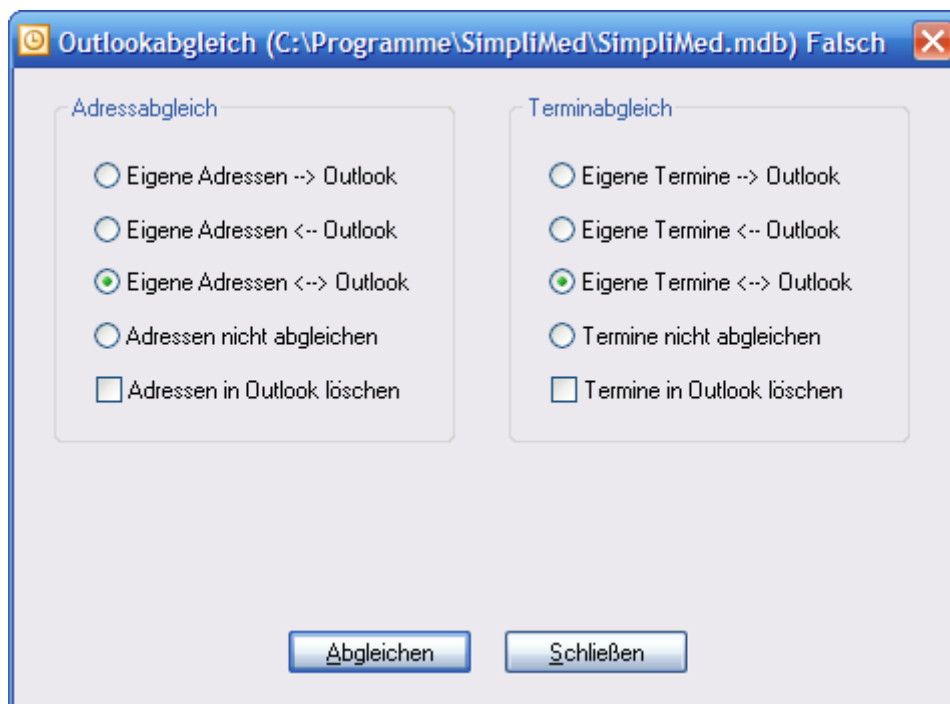 Outlookabgleich (C:\Programme\SimpliMed\SimpliMed.mdb) Falsch
Adressabgleich
Eigene Adressen --> Outlook
Eigene Adressen <-- Outlook
Eigene Adressen <--> Outlook
Adressen nicht abgleichen
Adressen in Outlook löschen
Terminabgleich
Eigene Termine --> Outlook
Eigene Termine <-- Outlook
Eigene Termine <--> Outlook
Termine nicht abgleichen
Termine in Outlook löschen
Abgleichen
Schließen